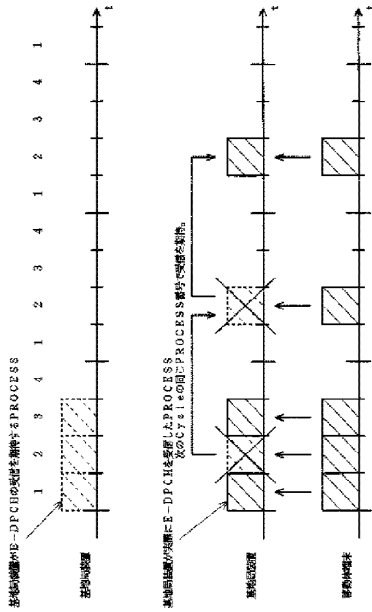 基地局装置がE-DPCHの受信を期待するPROCESS
1 2 3 4 1 2 3 4 1 2 3 4 1
基地局装置
t
基地局装置が実際にE-DPCHを受信したPROCESS
次のCycleの同じPROCESS番号で受信を期待。
基地局装置
t
移動体端末
t